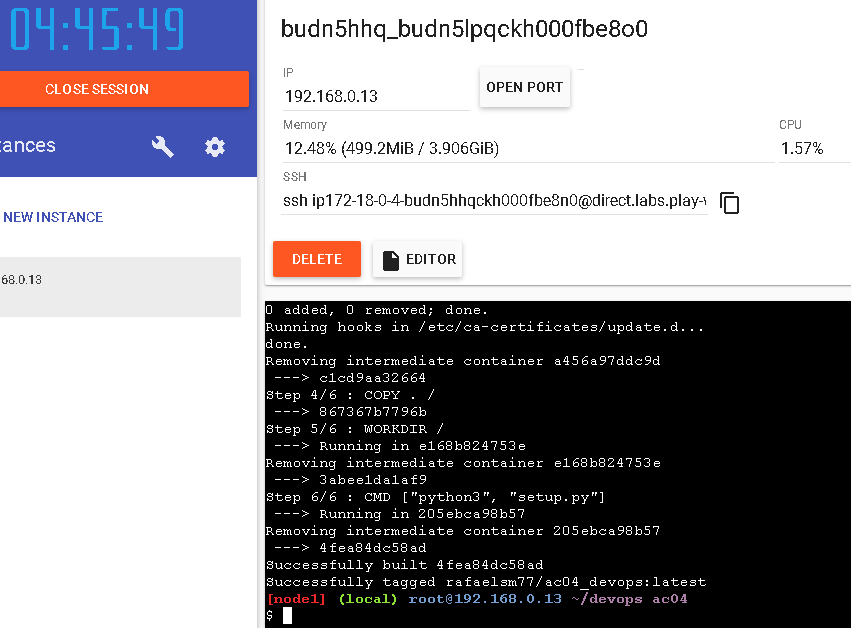 04:45:49
CLOSE SESSION
tances
NEW INSTANCE
68.0.13
budn5hhq_budn5lpqckh000fbe8o0
IP
192.168.0.13
OPEN PORT
Memory
12.48% (499.2MiB / 3.906GiB)
CPU
1.57%
SSH
ssh ip172-18-0-4-budn5hhqckh000fbe8n0@direct.labs.play-v
DELETE
EDITOR
0 added, 0 removed; done.
Running hooks in /etc/ca-certificates/update.d...
done.
Removing intermediate container a456a97ddc9d
 ---> c1cd9aa32664
Step 4/6 : COPY . /
 ---> 867367b7796b
Step 5/6 : WORKDIR /
 ---> Running in e168b824753e
Removing intermediate container e168b824753e
 ---> 3abee1da1af9
Step 6/6 : CMD ["python3", "setup.py"]
 ---> Running in 205ebca98b57
Removing intermediate container 205ebca98b57
 ---> 4fea84dc58ad
Successfully built 4fea84dc58ad
Successfully tagged rafaelsm77/ac04_devops:latest
[node1] (local) root@192.168.0.13 ~/devops ac04
$